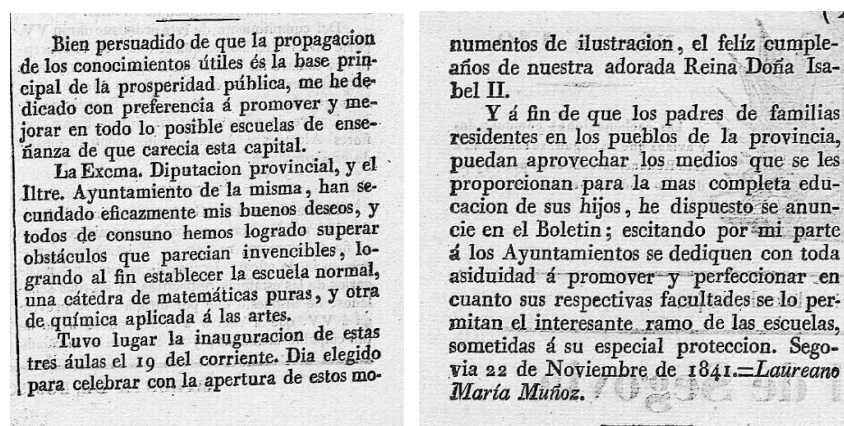 Bien persuadido de que la propagacion
de los conocimientos útiles és la base prin-
cipal de la prosperidad pública, me he de-
dicado con preferencia á promover y me-
jorar en todo lo posible escuelas de ense-
ñanza de que carecia esta capital.
La Excma. Diputacion provincial, y el
Iltre. Ayuntamiento de la misma, han se-
cundado eficazmente mis buenos deseos, y
todos de consuno hemos logrado superar
obstáculos que parecian invencibles, lo-
grando al fin establecer la escuela normal,
una cátedra de matemáticas puras, y otra
de química aplicada á las artes.
Tuvo lugar la inauguracion de estas
tres áulas el 19 del corriente. Dia elegido
para celebrar con la apertura de estos mo-
numentos de ilustracion, el felíz cumple-
años de nuestra adorada Reina Doña Isa-
bel II.
Y á fin de que los padres de familias
residentes en los pueblos de la provincia,
puedan aprovechar los medios que se les
proporcionan para la mas completa edu-
cacion de sus hijos, he dispuesto se anun-
cie en el Boletin; escitando por mi parte
á los Ayuntamientos se dediquen con toda
asiduidad á promover y perfeccionar en
cuanto sus respectivas facultades se lo per-
mitan el interesante ramo de las escuelas,
sometidas á su especial proteccion. Sego-
via 22 de Noviembre de 1841.=Laureano
María Muñoz.